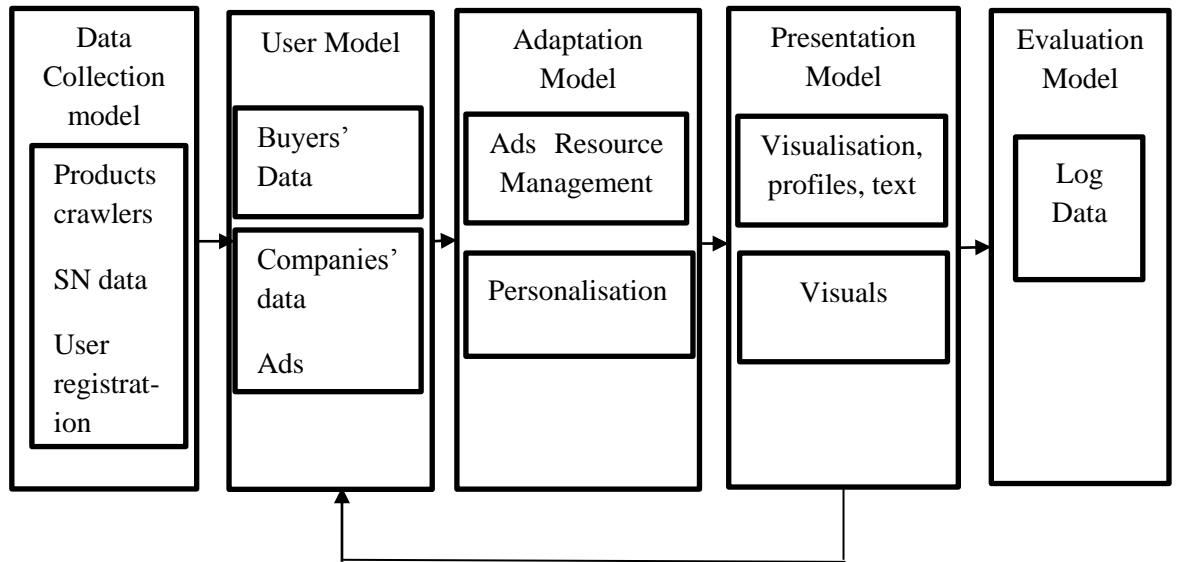 Data
Collection
model
Products
crawlers
SN data
User
registrat-
ion
User Model
Buyers’
Data
Companies’
data
Ads
Adaptation
Model
Ads Resource
Management
Personalisation
Presentation
Model
Visualisation,
profiles, text
Visuals
Evaluation
Model
Log
Data